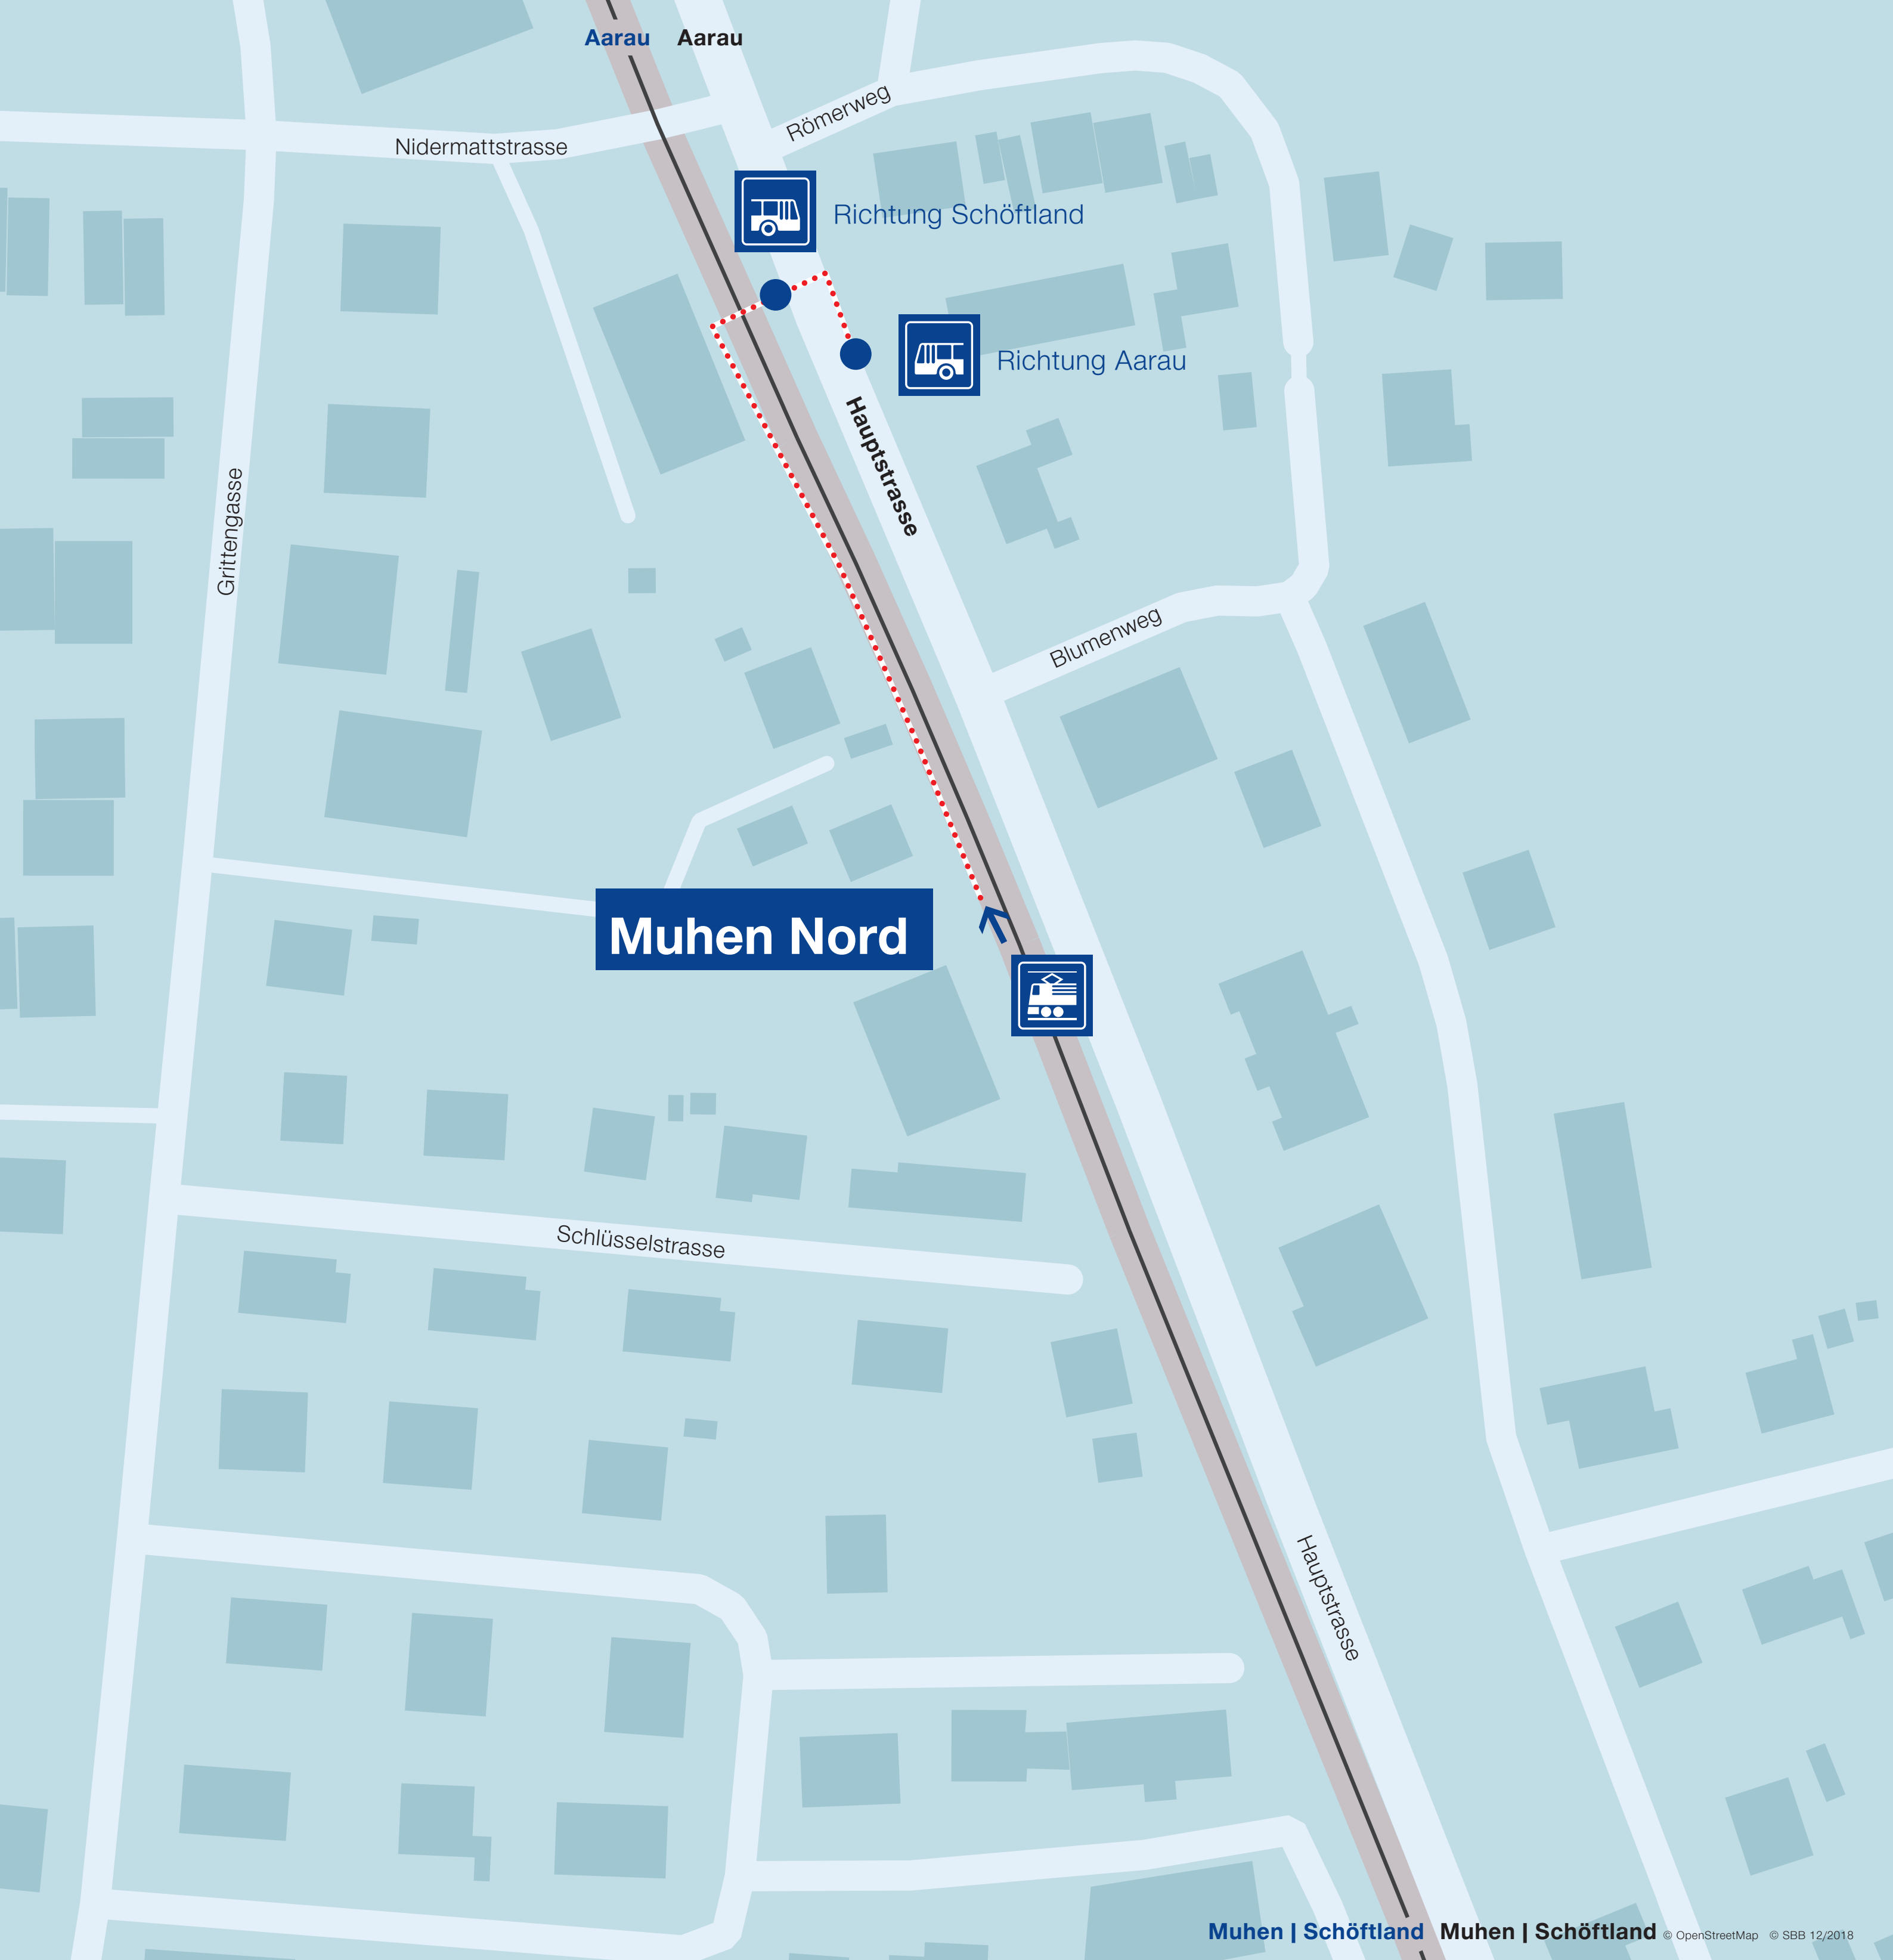 Aarau
Aarau
Römerweg
Nidermattstrasse
Richtung Schöftland
Richtung Aarau
Hauptstrasse
Grittengasse
Blumenweg
Muhen Nord
Schlüsselstrasse
Hauptstrasse
Muhen | Schöftland
Muhen | Schöftland
© OpenStreetMap © SBB 12/2018